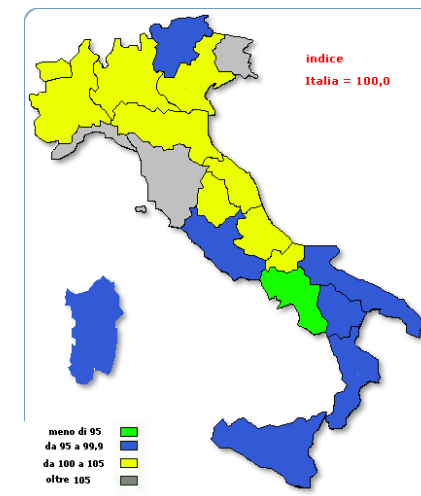 indice
Italia = 100,0
meno di 95
da 95 a 99,9
da 100 a 105
oltre 105